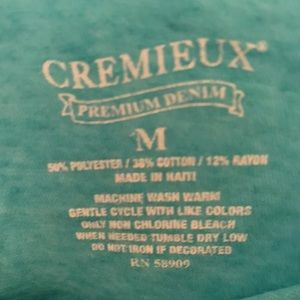 CREMIEUX®
PREMIUM DENIM
M
50% POLYESTER / 38% COTTON / 12% RAYON
MADE IN HAITI
MACHINE WASH WARM
GENTLE CYCLE WITH LIKE COLORS
ONLY NON CHLORINE BLEACH
WHEN NEEDED TUMBLE DRY LOW
DO NOT IRON IF DECORATED
RN 58909